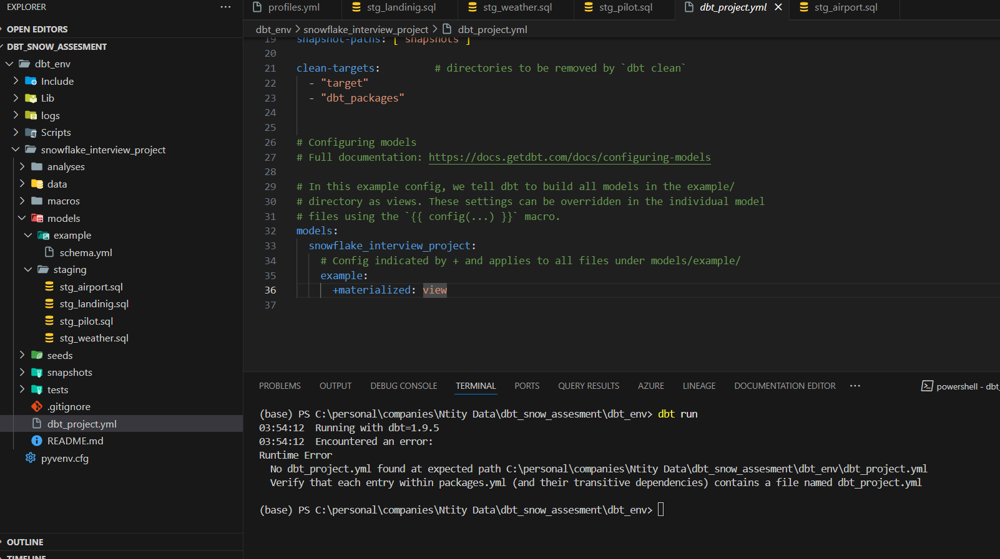 EXPLORER
OPEN EDITORS
DBT_SNOW_ASSESMENT
dbt_env
Include
Lib
logs
Scripts
snowflake_interview_project
analyses
data
macros
models
example
schema.yml
staging
stg_airport.sql
stg_landinig.sql
stg_pilot.sql
stg_weather.sql
seeds
snapshots
tests
.gitignore
dbt_project.yml
README.md
pyvenv.cfg
OUTLINE
TIMELINE
profiles.yml
stg_landinig.sql
stg_weather.sql
stg_pilot.sql
dbt_project.yml
stg_airport.sql
dbt_env > snowflake_interview_project > dbt_project.yml
19 snapshot-paths: ["snapshots"]
20
21 clean-targets:         # directories to be removed by `dbt clean`
22   - "target"
23   - "dbt_packages"
24
25
26 # Configuring models
27 # Full documentation: https://docs.getdbt.com/docs/configuring-models
28
29 # In this example config, we tell dbt to build all models in the example/
30 # directory as views. These settings can be overridden in the individual model
31 # files using the `{{ config(...) }}` macro.
32 models:
33   snowflake_interview_project:
34     # Config indicated by + and applies to all files under models/example/
35     example:
36       +materialized: view
37
PROBLEMS OUTPUT DEBUG CONSOLE TERMINAL PORTS QUERY RESULTS AZURE LINEAGE DOCUMENTATION EDITOR ··· powershell - dbt_
(base) PS C:\personal\companies\Ntity Data\dbt_snow_assesment\dbt_env> dbt run
03:54:12  Running with dbt=1.9.5
03:54:12  Encountered an error:
Runtime Error
  No dbt_project.yml found at expected path C:\personal\companies\Ntity Data\dbt_snow_assesment\dbt_env\dbt_project.yml
  Verify that each entry within packages.yml (and their transitive dependencies) contains a file named dbt_project.yml
(base) PS C:\personal\companies\Ntity Data\dbt_snow_assesment\dbt_env>